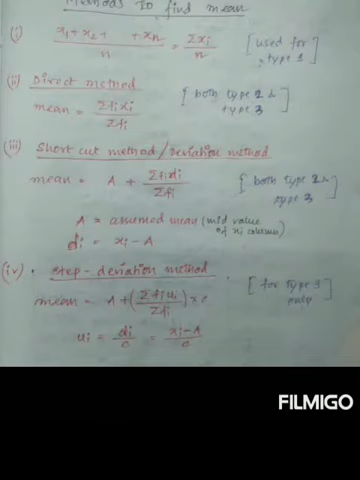 Methods To find mean
(i) x₁ + x₂ + + xₙ / n = Σxi / n [used for type 1]
(ii) Direct method
mean = Σfixi / Σfi [both type 2 & type 3]
(iii) Short cut method / Deviation method
mean = A + Σfidi / Σfi [both type 2 & type 3]
A = assumed mean (mid value of xi column)
di = xi - A
(iv) Step-deviation method
mean = A + (Σfiui / Σfi) × c [for type 3 only]
ui = di / c = xi - A / c
FILMIGO